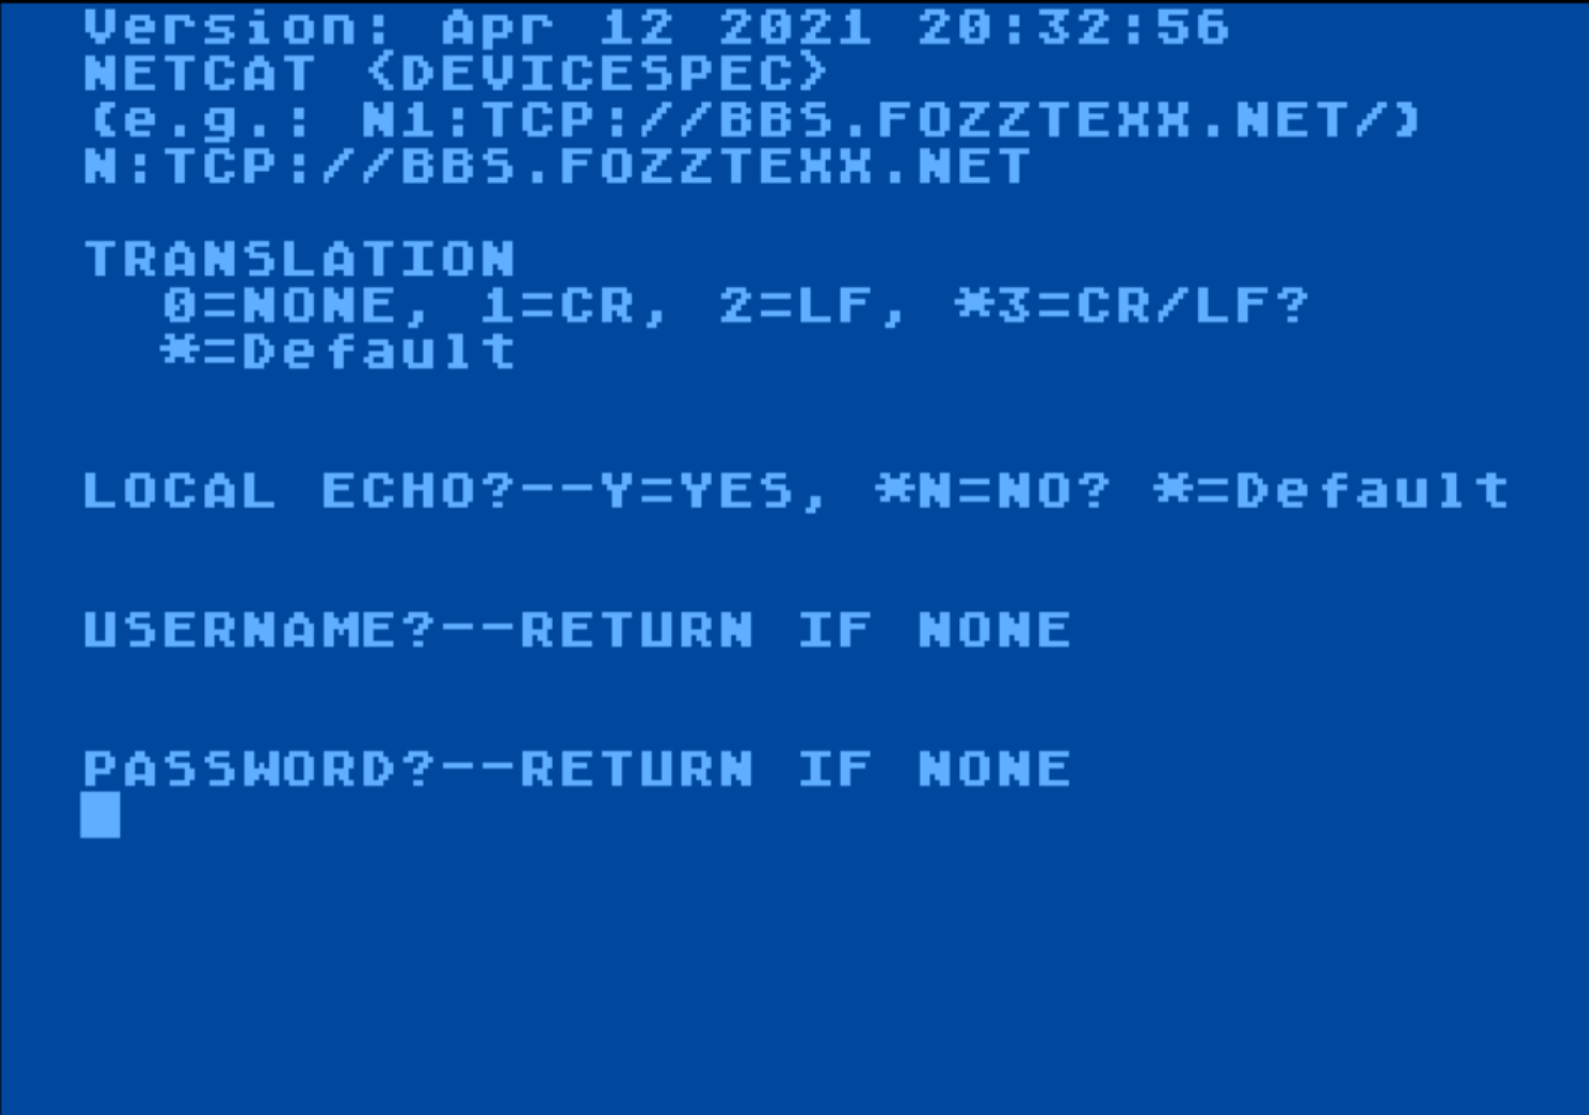 Version: Apr 12 2021 20:32:56
NETCAT <DEVICESPEC>
(e.g.: N1:TCP://BBS.FOZZTEXX.NET/)
N:TCP://BBS.FOZZTEXX.NET
TRANSLATION
0=NONE, 1=CR, 2=LF, *3=CR/LF?
*=Default
LOCAL ECHO?--Y=YES, *N=NO? *=Default
USERNAME?--RETURN IF NONE
PASSWORD?--RETURN IF NONE